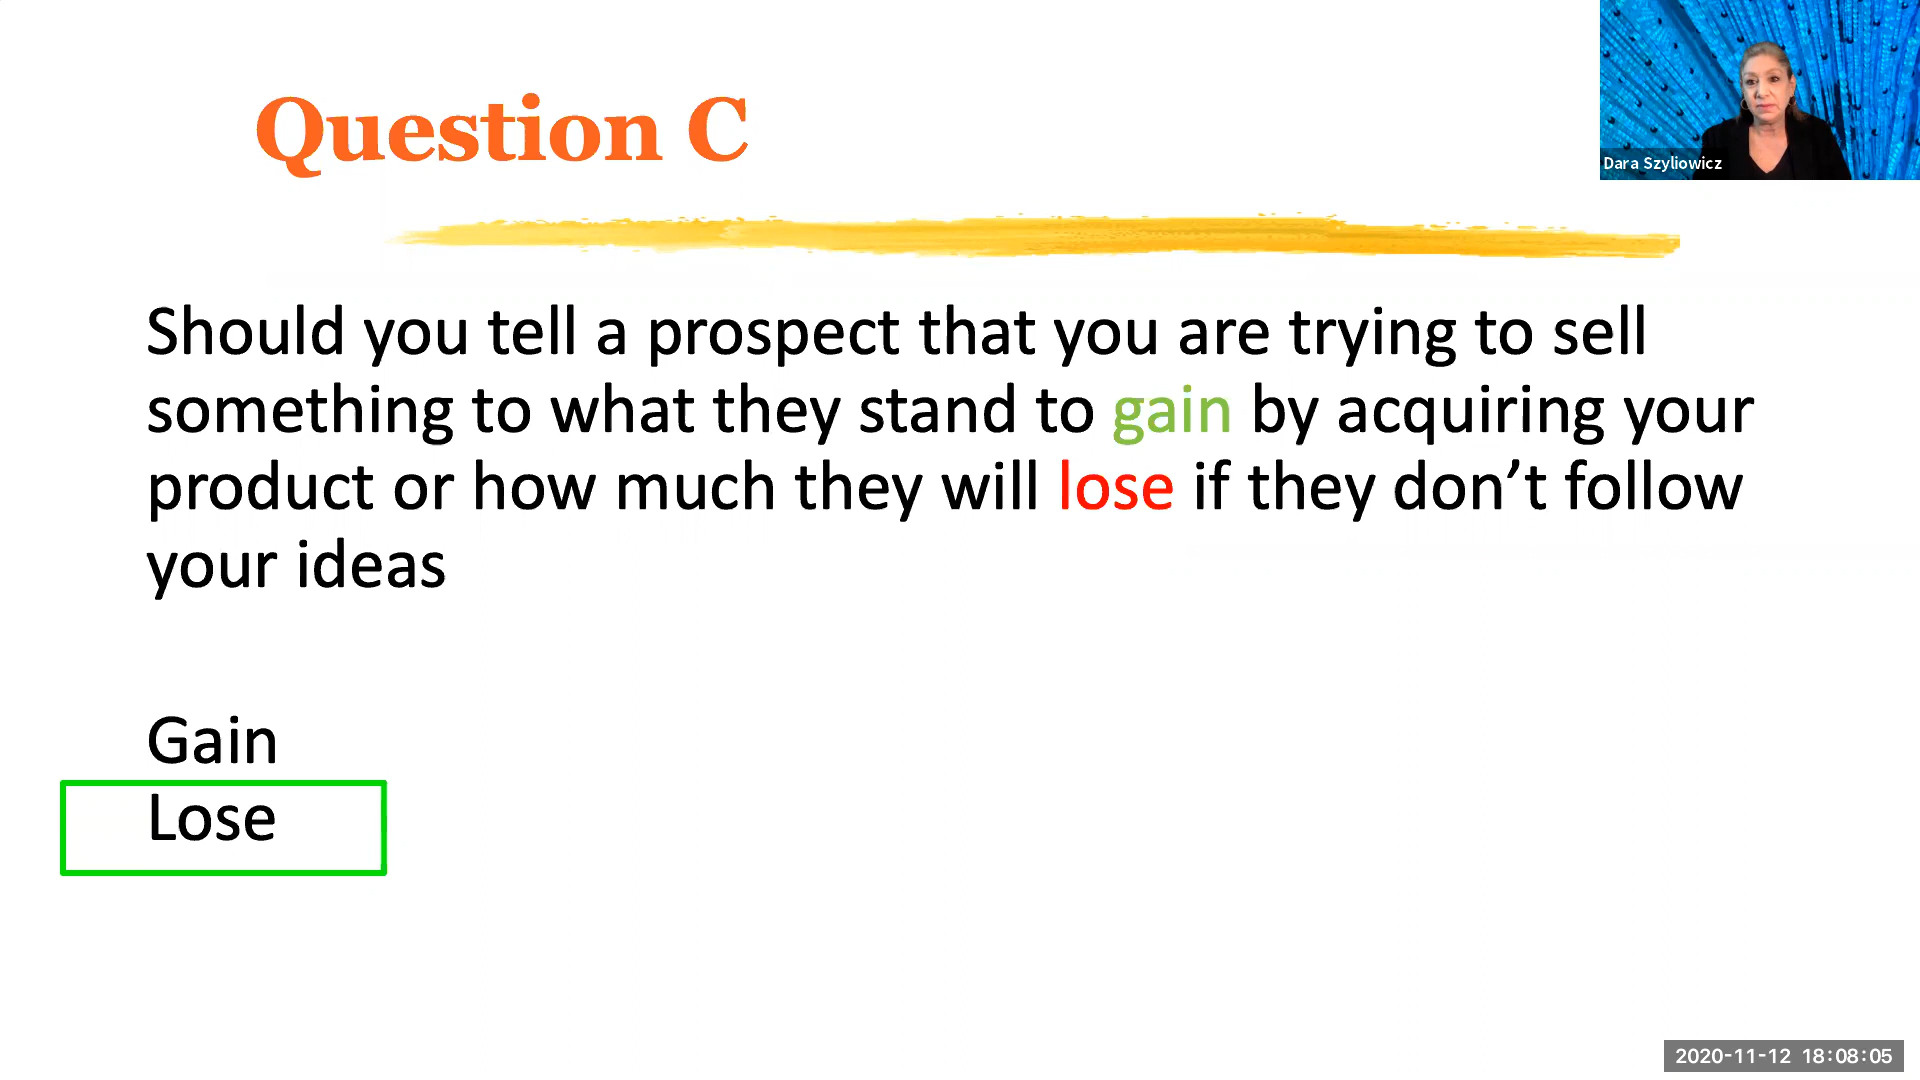 Question C
Dara Szyliowicz
Should you tell a prospect that you are trying to sell
something to what they stand to gain by acquiring your
product or how much they will lose if they don’t follow
your ideas
Gain
Lose
2020-11-12 18:08:05